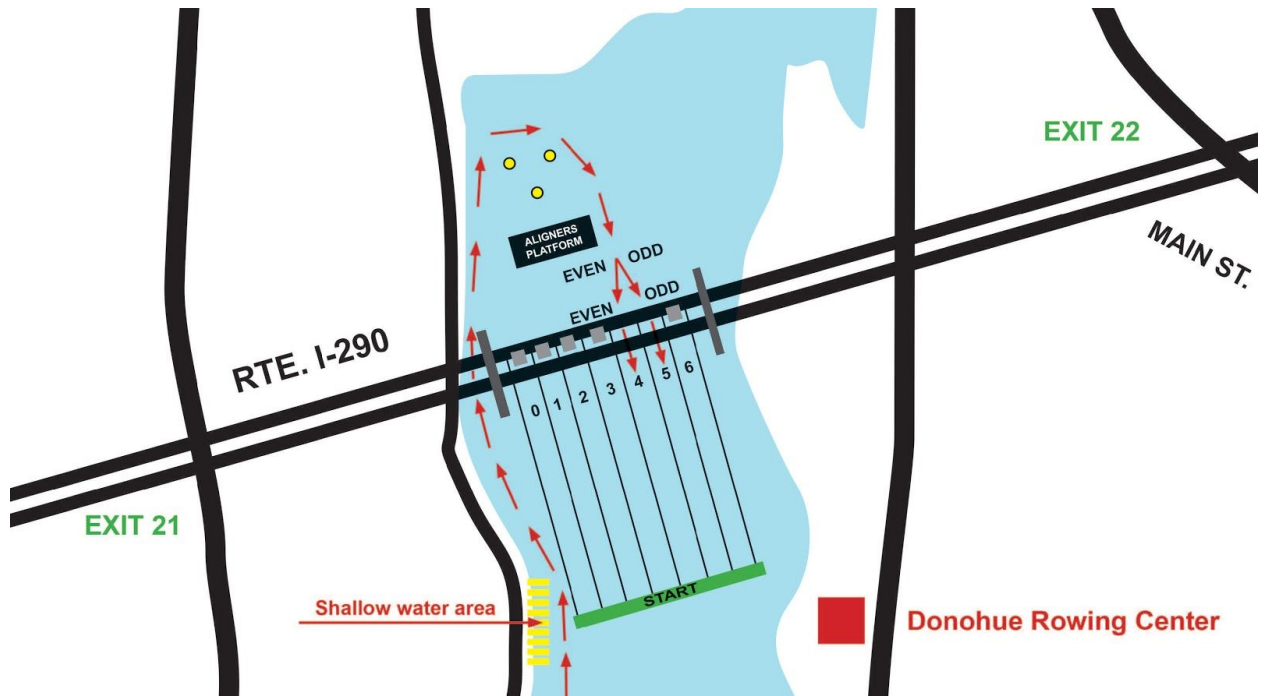 EXIT 22
MAIN ST.
ALIGNERS
PLATFORM
EVEN
ODD
EVEN
ODD
RTE. I-290
0
1
2
3
4
5
6
EXIT 21
START
Shallow water area
Donohue Rowing Center